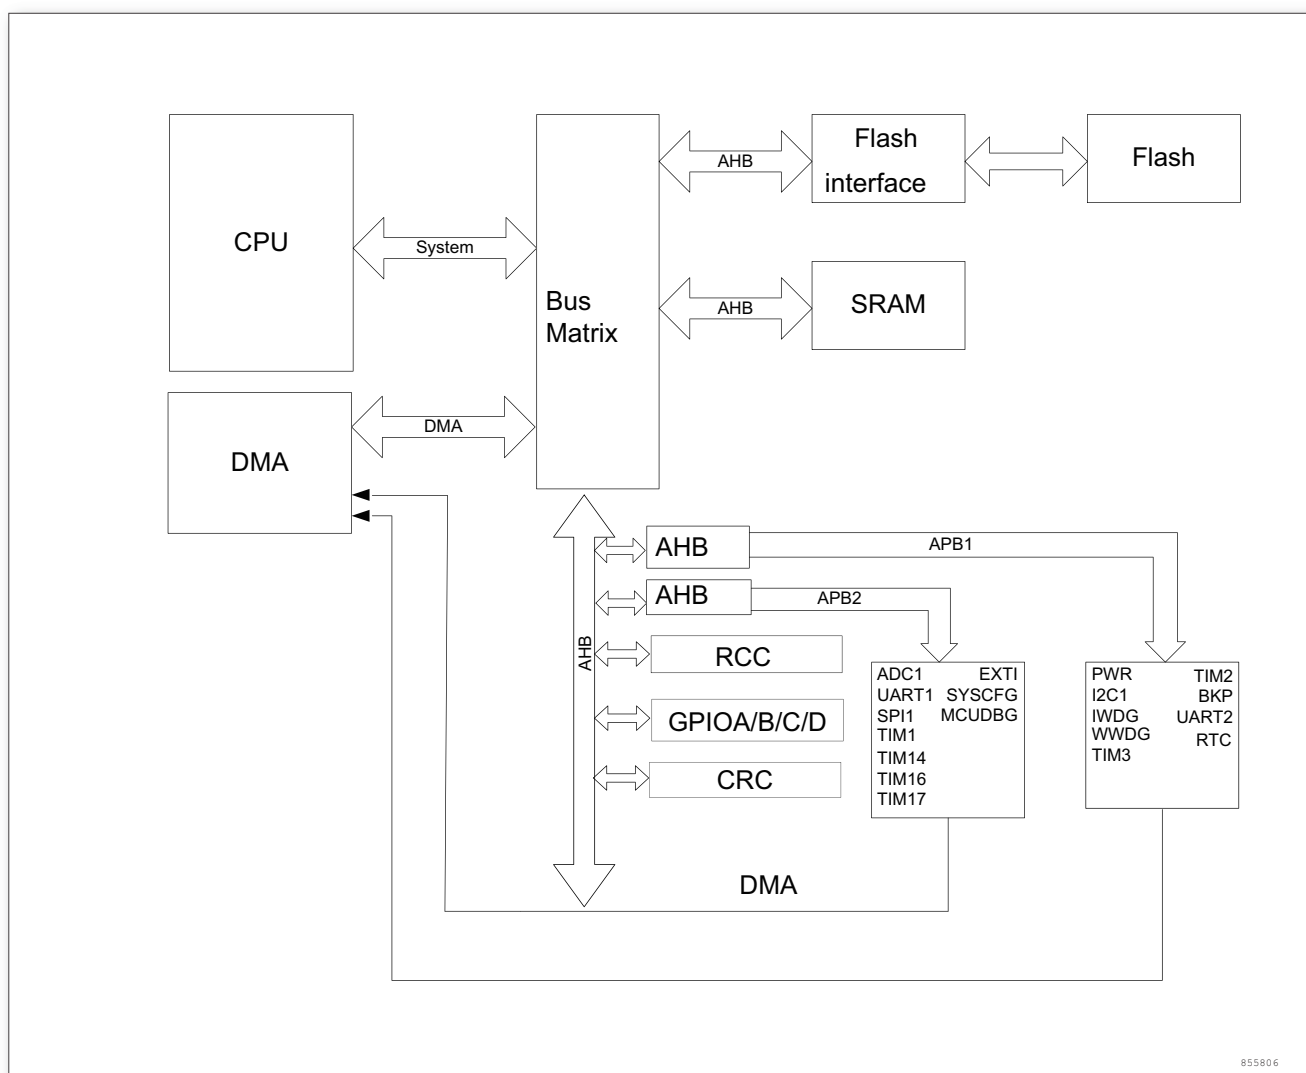 CPU
System
Bus
Matrix
AHB
Flash
interface
Flash
AHB
SRAM
DMA
DMA
AHB
AHB
APB1
AHB
APB2
RCC
GPIOA/B/C/D
CRC
ADC1 EXTI
UART1 SYSCFG
SPI1 MCUDBG
TIM1
TIM14
TIM16
TIM17
PWR TIM2
I2C1 BKP
IWDG UART2
WWDG RTC
TIM3
DMA
855806